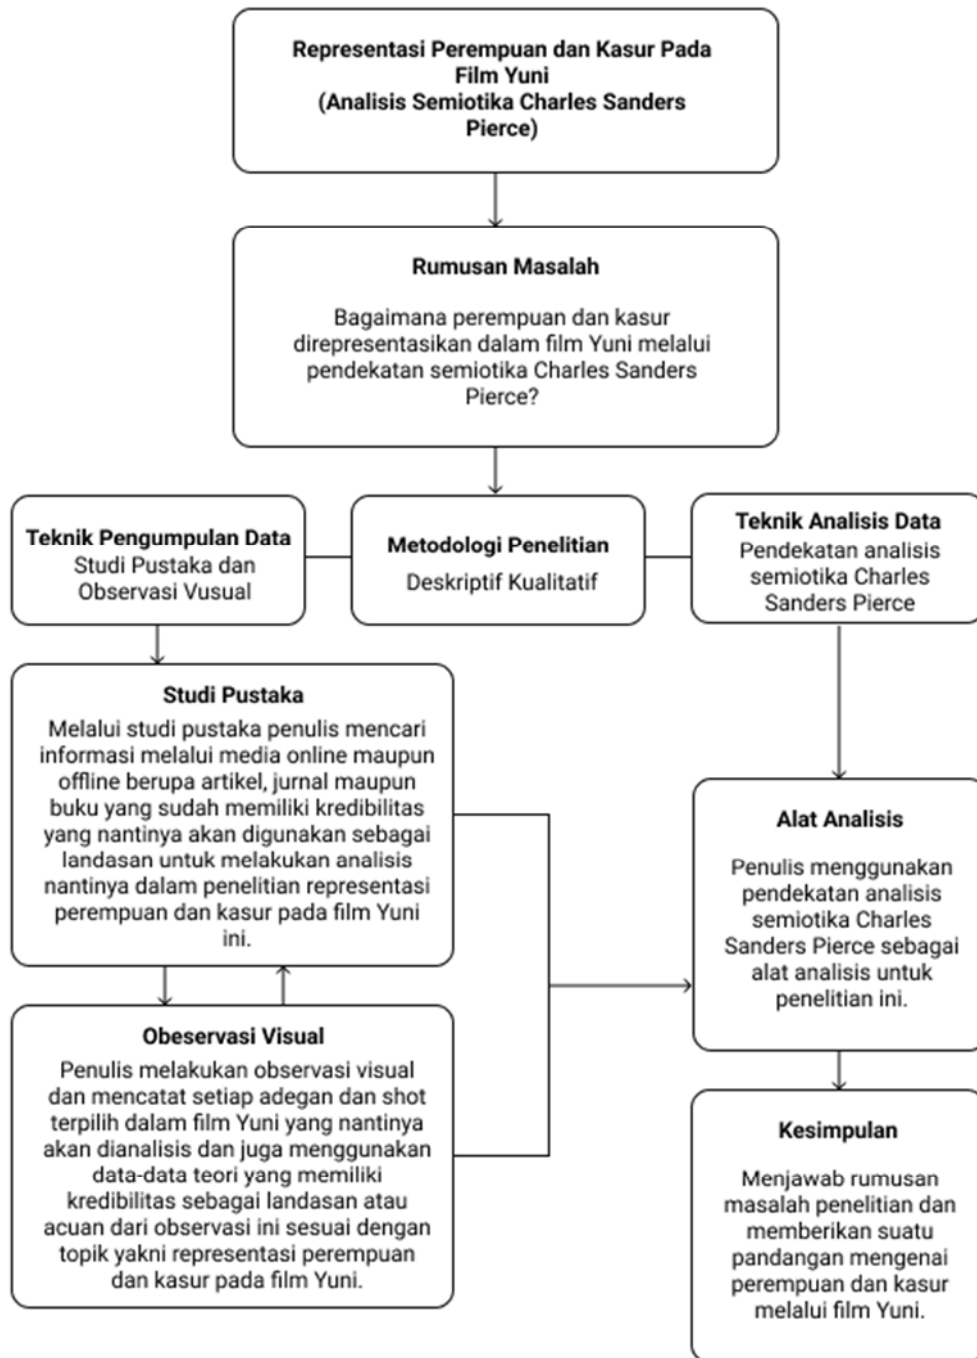 Representasi Perempuan dan Kasur Pada
Film Yuni
(Analisis Semiotika Charles Sanders
Pierce)
Rumusan Masalah
Bagaimana perempuan dan kasur
direpresentasikan dalam film Yuni melalui
pendekatan semiotika Charles Sanders
Pierce?
Teknik Pengumpulan Data
Studi Pustaka dan
Observasi Vusual
Metodologi Penelitian
Deskriptif Kualitatif
Teknik Analisis Data
Pendekatan analisis
semiotika Charles
Sanders Pierce
Studi Pustaka
Melalui studi pustaka penulis mencari
informasi melalui media online maupun
offline berupa artikel, jurnal maupun
buku yang sudah memiliki kredibilitas
yang nantinya akan digunakan sebagai
landasan untuk melakukan analisis
nantinya dalam penelitian representasi
perempuan dan kasur pada film Yuni
ini.
Obeservasi Visual
Penulis melakukan observasi visual
dan mencatat setiap adegan dan shot
terpilih dalam film Yuni yang nantinya
akan dianalisis dan juga menggunakan
data-data teori yang memiliki
kredibilitas sebagai landasan atau
acuan dari observasi ini sesuai dengan
topik yakni representasi perempuan
dan kasur pada film Yuni.
Alat Analisis
Penulis menggunakan
pendekatan analisis
semiotika Charles
Sanders Pierce sebagai
alat analisis untuk
penelitian ini.
Kesimpulan
Menjawab rumusan
masalah penelitian dan
memberikan suatu
pandangan mengenai
perempuan dan kasur
melalui film Yuni.